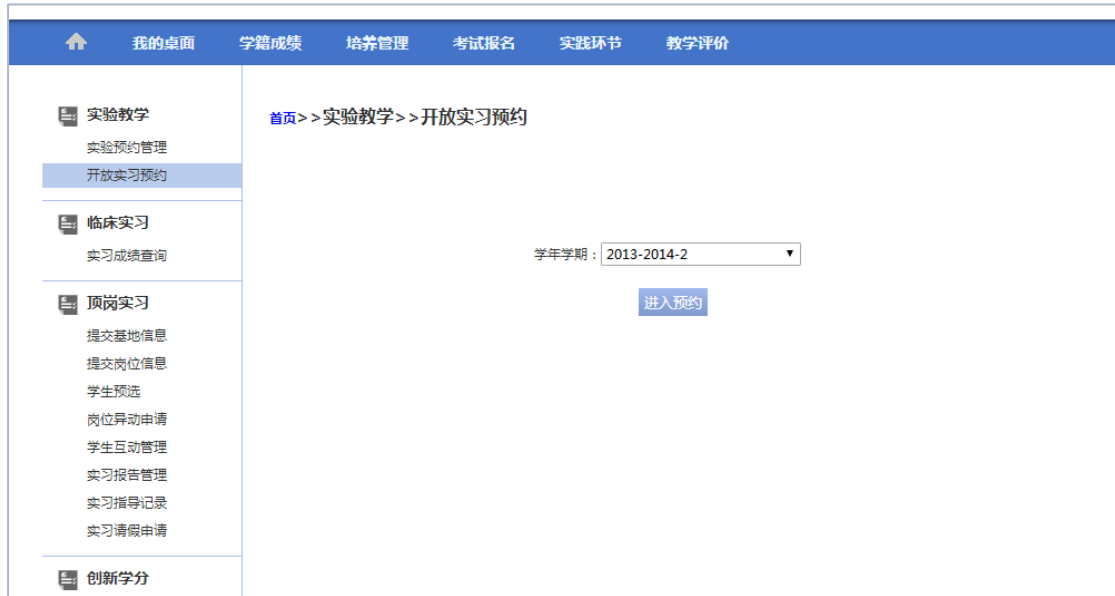 我的桌面 学籍成绩 培养管理 考试报名 实践环节 教学评价
实验教学
实验预约管理
开放实习预约
临床实习
实习成绩查询
顶岗实习
提交基地信息
提交岗位信息
学生预选
岗位异动申请
学生互动管理
实习报告管理
实习指导记录
实习请假申请
创新学分
首页>>实验教学>>开放实习预约
学年学期：2013-2014-2
进入预约